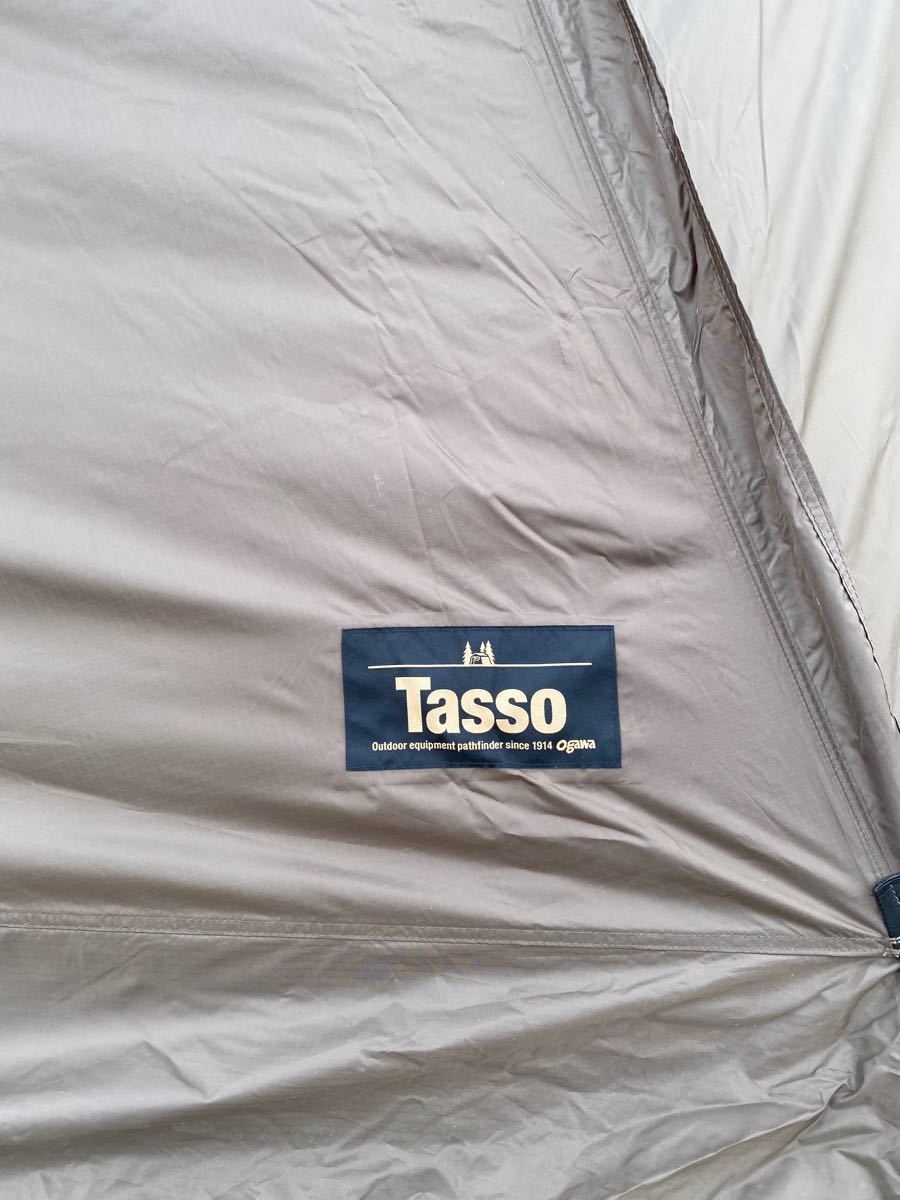 Tasso
Outdoor equipment pathfinder since 1914 ogawa